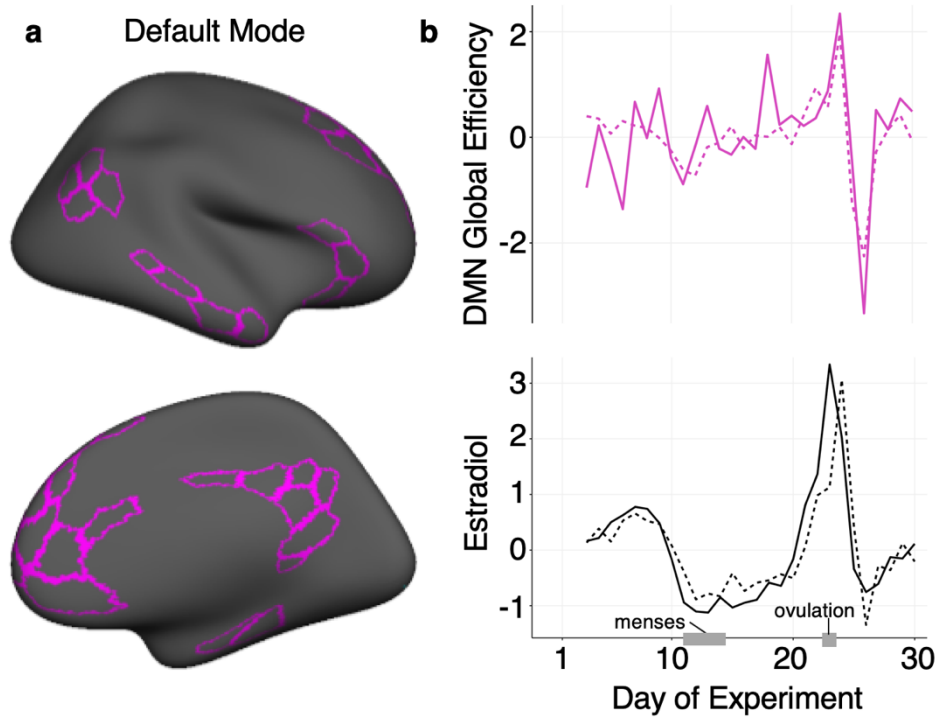 a
Default Mode
b
DMN Global Efficiency
2
0
-2
Estradiol
3
2
1
0
-1
menses
ovulation
1 10 20 30
Day of Experiment